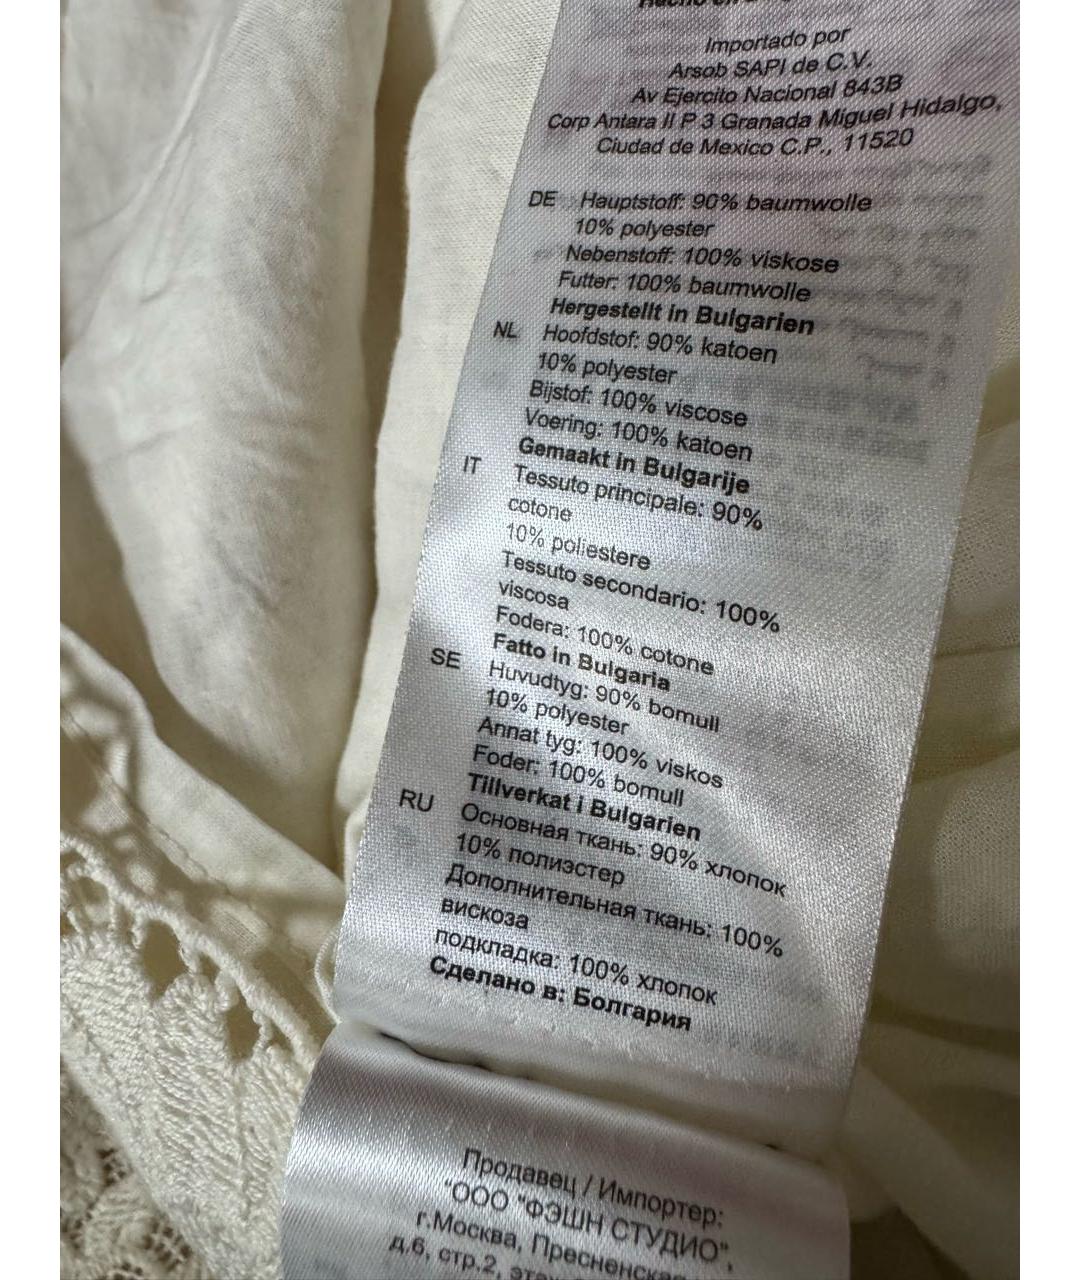 Importado por
Arsob SAPI de C.V.
Av Ejercito Nacional 843B
Corp Antara II P 3 Granada Miguel Hidalgo,
Ciudad de Mexico C.P., 11520
DE Hauptstoff: 90% baumwolle
10% polyester
Nebenstoff: 100% viskose
Futter: 100% baumwolle
Hergestellt in Bulgarien
NL Hoofdstof: 90% katoen
10% polyester
Bijstof: 100% viscose
Voering: 100% katoen
Gemaakt in Bulgarije
IT Tessuto principale: 90%
cotone
10% poliestere
Tessuto secondario: 100%
viscosa
Fodera: 100% cotone
Fatto in Bulgaria
SE Huvudtyg: 90% bomull
10% polyester
Annat tyg: 100% viskos
Foder: 100% bomull
Tillverkat i Bulgarien
RU Основная ткань: 90% хлопок
10% полиэстер
Дополнительная ткань: 100%
вискоза
подкладка: 100% хлопок
Сделано в: Болгария
Продавец / Импортер:
"ООО "ФЭШН СТУДИО",
г.Москва, Пресненская
д.6, стр.2,